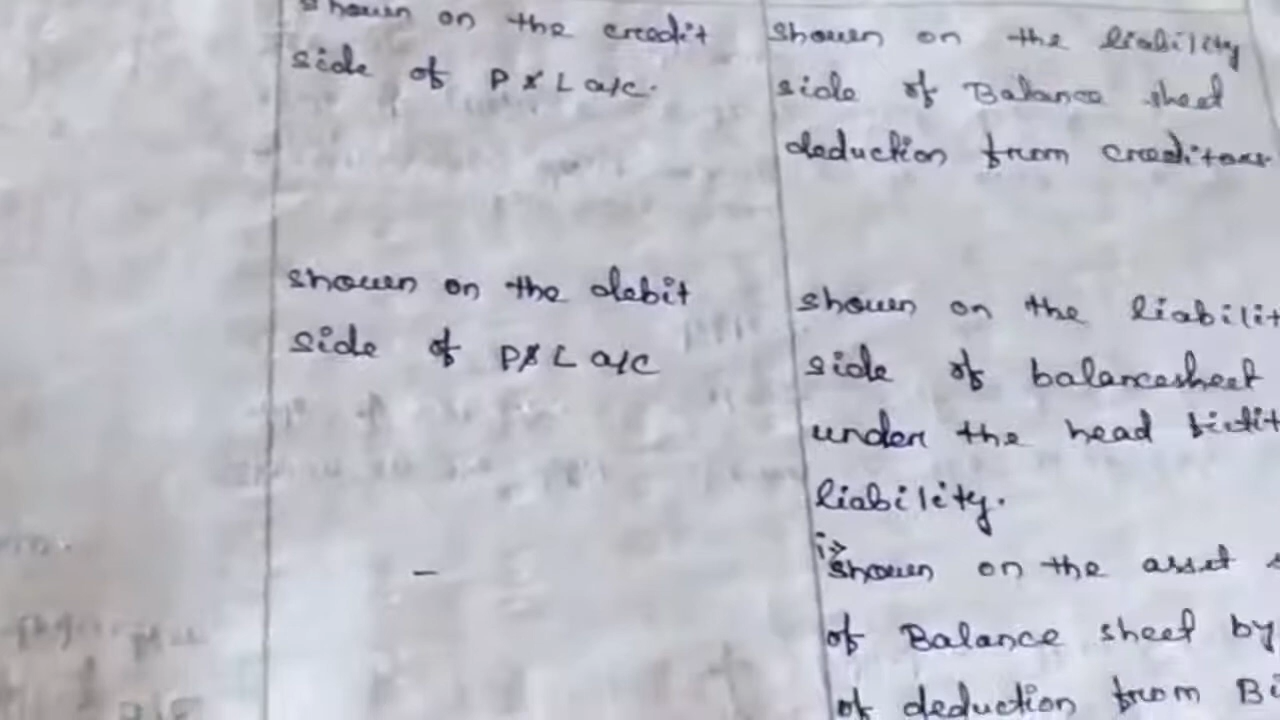 shown on the credit
side of P & L a/c.
shown on the debit
side of P & L a/c
–
shown on the liability
side of Balance sheet
deduction from creditors.
shown on the liabilit
side of balancesheet
under the head
liability.
i> shown on the asset
of Balance sheet by
of deduction from Bi